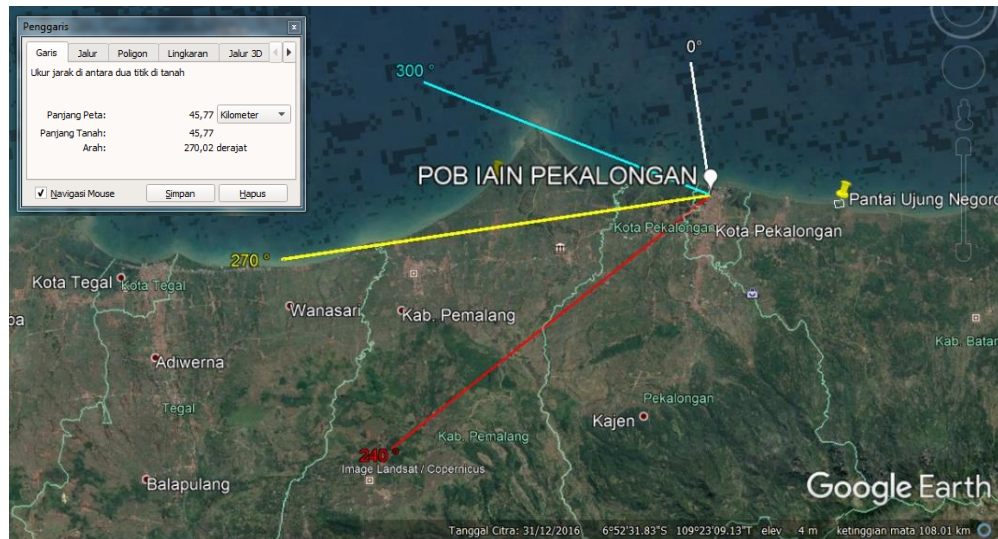 Penggaris
Garis Jalur Poligon Lingkaran Jalur 3D
Ukur jarak di antara dua titik di tanah
Panjang Peta: 45,77 Kilometer
Panjang Tanah: 45,77
Arah: 270,02 derajat
Navigasi Mouse Simpan Hapus
0°
300 °
POB IAIN PEKALONGAN
Pantai Ujung Negoro
Kota Pekalongan
Kota Pekalongan
270 °
Kota Tegal
Kota Tegal
Wanasari
Kab. Pemalang
ba
Kab. Batan
Adiwerna
Pekalongan
Tegal
Kajen
Kab. Pemalang
240 °
Image Landsat / Copernicus
Balapulang
Google Earth
Tanggal Citra: 31/12/2016 6°52'31.83"S 109°23'09.13"T elev 4 m ketinggian mata 108.01 km